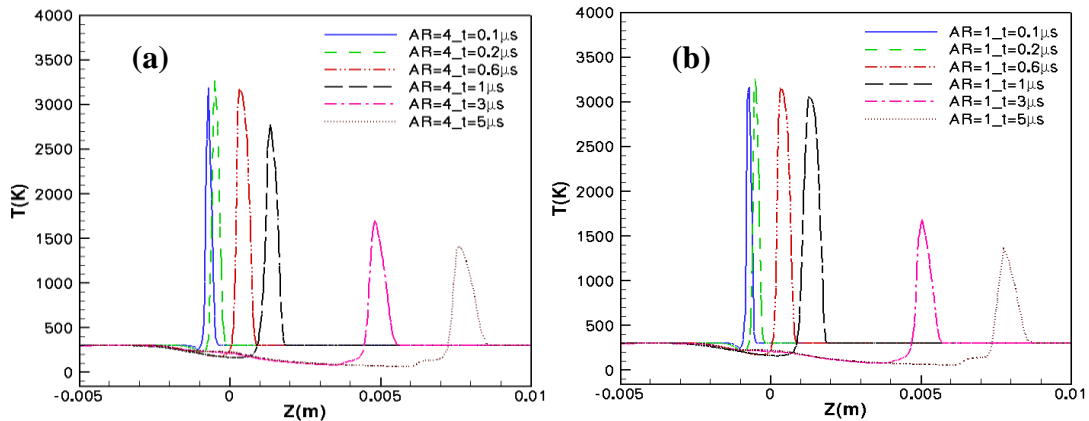 (a)
AR=4_t=0.1μs
AR=4_t=0.2μs
AR=4_t=0.6μs
AR=4_t=1μs
AR=4_t=3μs
AR=4_t=5μs
T(K)
4000
3500
3000
2500
2000
1500
1000
500
0
-0.005 0 0.005 0.01
Z(m)
(b)
AR=1_t=0.1μs
AR=1_t=0.2μs
AR=1_t=0.6μs
AR=1_t=1μs
AR=1_t=3μs
AR=1_t=5μs
T(K)
4000
3500
3000
2500
2000
1500
1000
500
0
-0.005 0 0.005 0.01
Z(m)